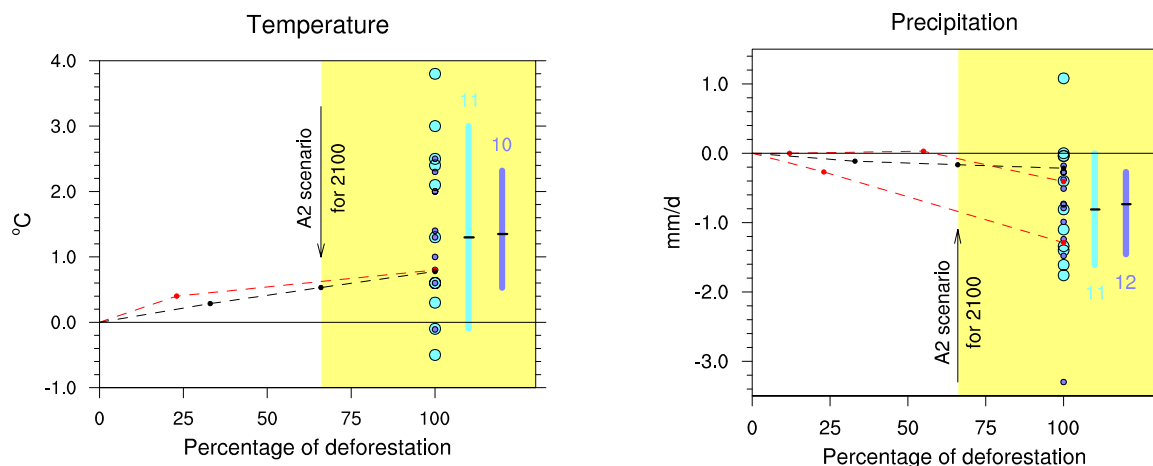 Temperature
4.0
3.0
2.0
1.0
0.0
-1.0
°C
0
25
50
75
100
Percentage of deforestation
A2 scenario
for 2100
11
10
Precipitation
1.0
0.0
-1.0
-2.0
-3.0
mm/d
0
25
50
75
100
Percentage of deforestation
A2 scenario
for 2100
11
12